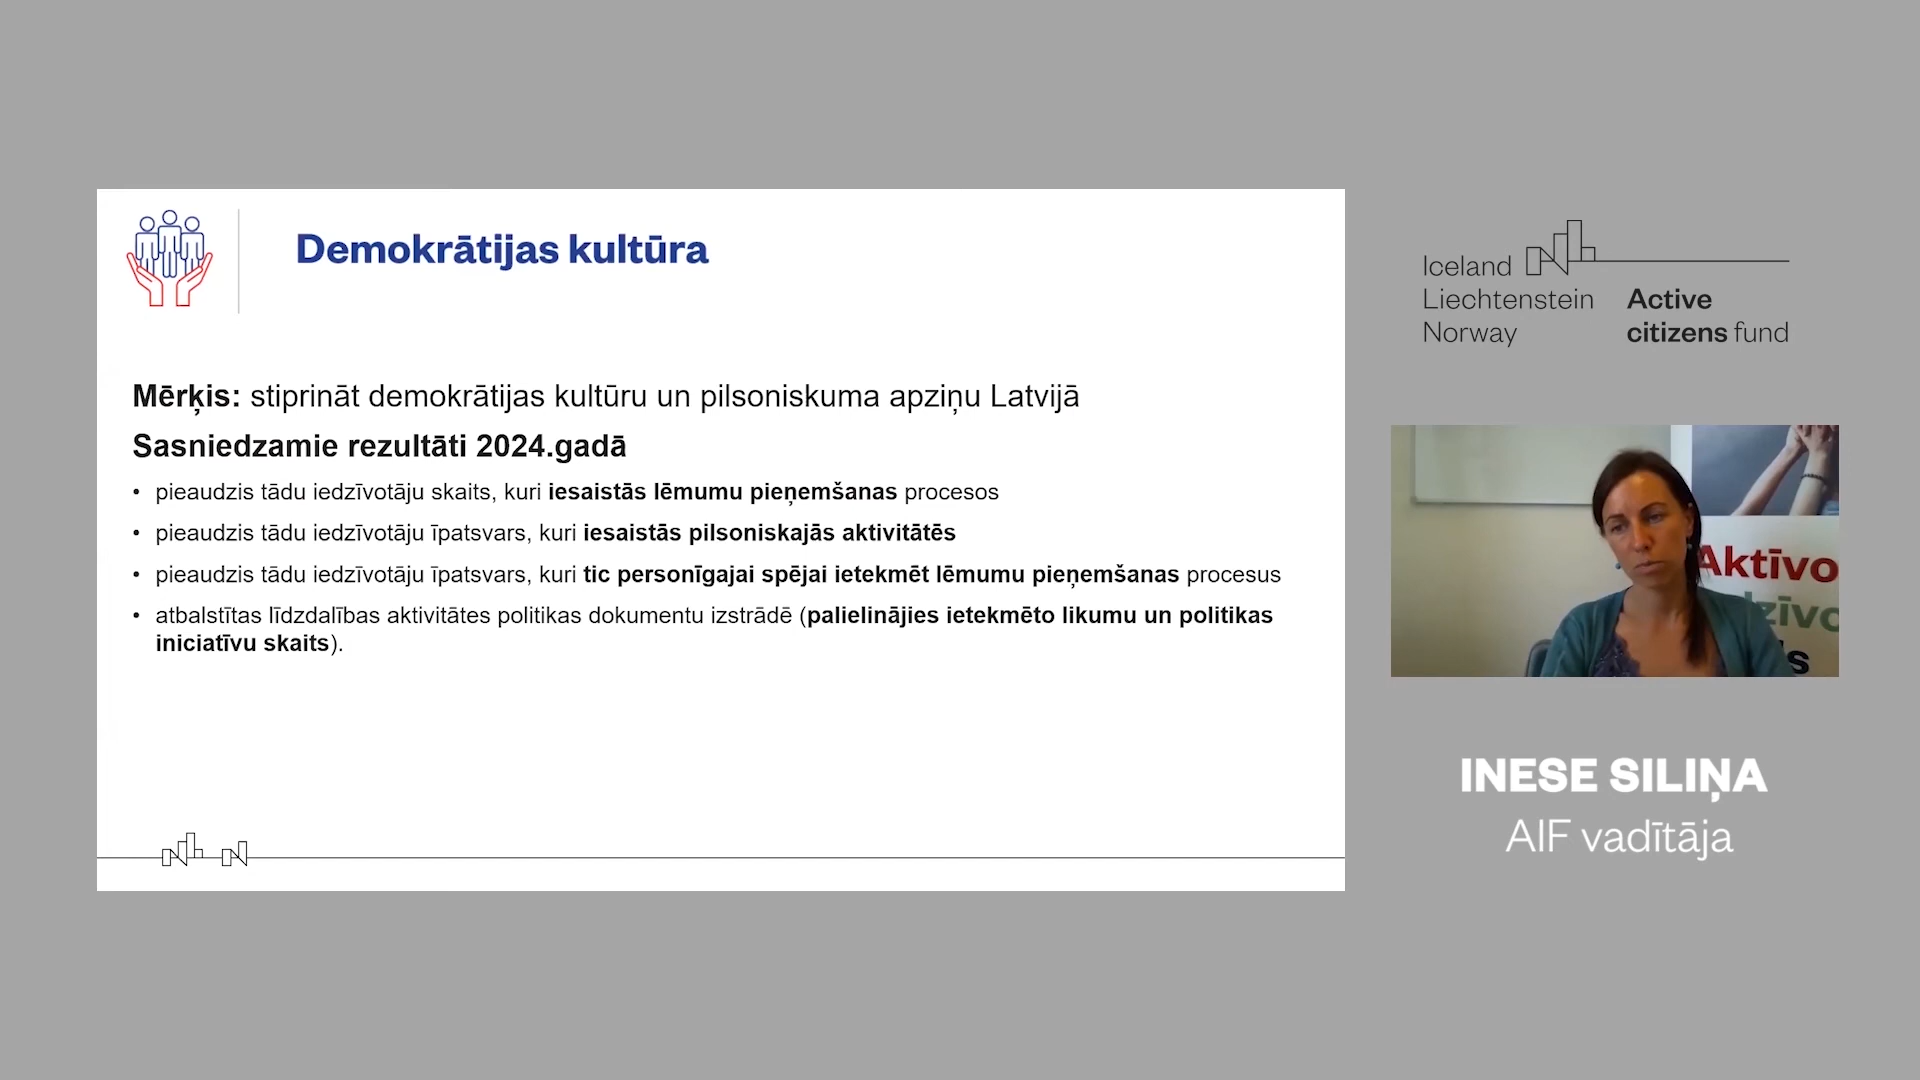 Demokrātijas kultūra
Mērķis: stiprināt demokrātijas kultūru un pilsoniskuma apziņu Latvijā
Sasniedzamie rezultāti 2024.gadā
• pieaudzis tādu iedzīvotāju skaits, kuri iesaistās lēmumu pieņemšanas procesos
• pieaudzis tādu iedzīvotāju īpatsvars, kuri iesaistās pilsoniskajās aktivitātēs
• pieaudzis tādu iedzīvotāju īpatsvars, kuri tic personīgajai spējai ietekmēt lēmumu pieņemšanas procesus
• atbalstītas līdzdalības aktivitātes politikas dokumentu izstrādē (palielinājies ietekmēto likumu un politikas
iniciatīvu skaits).
Iceland
Liechtenstein
Norway
Active
citizens fund
Aktīvo
INESE SILIŅA
AIF vadītāja